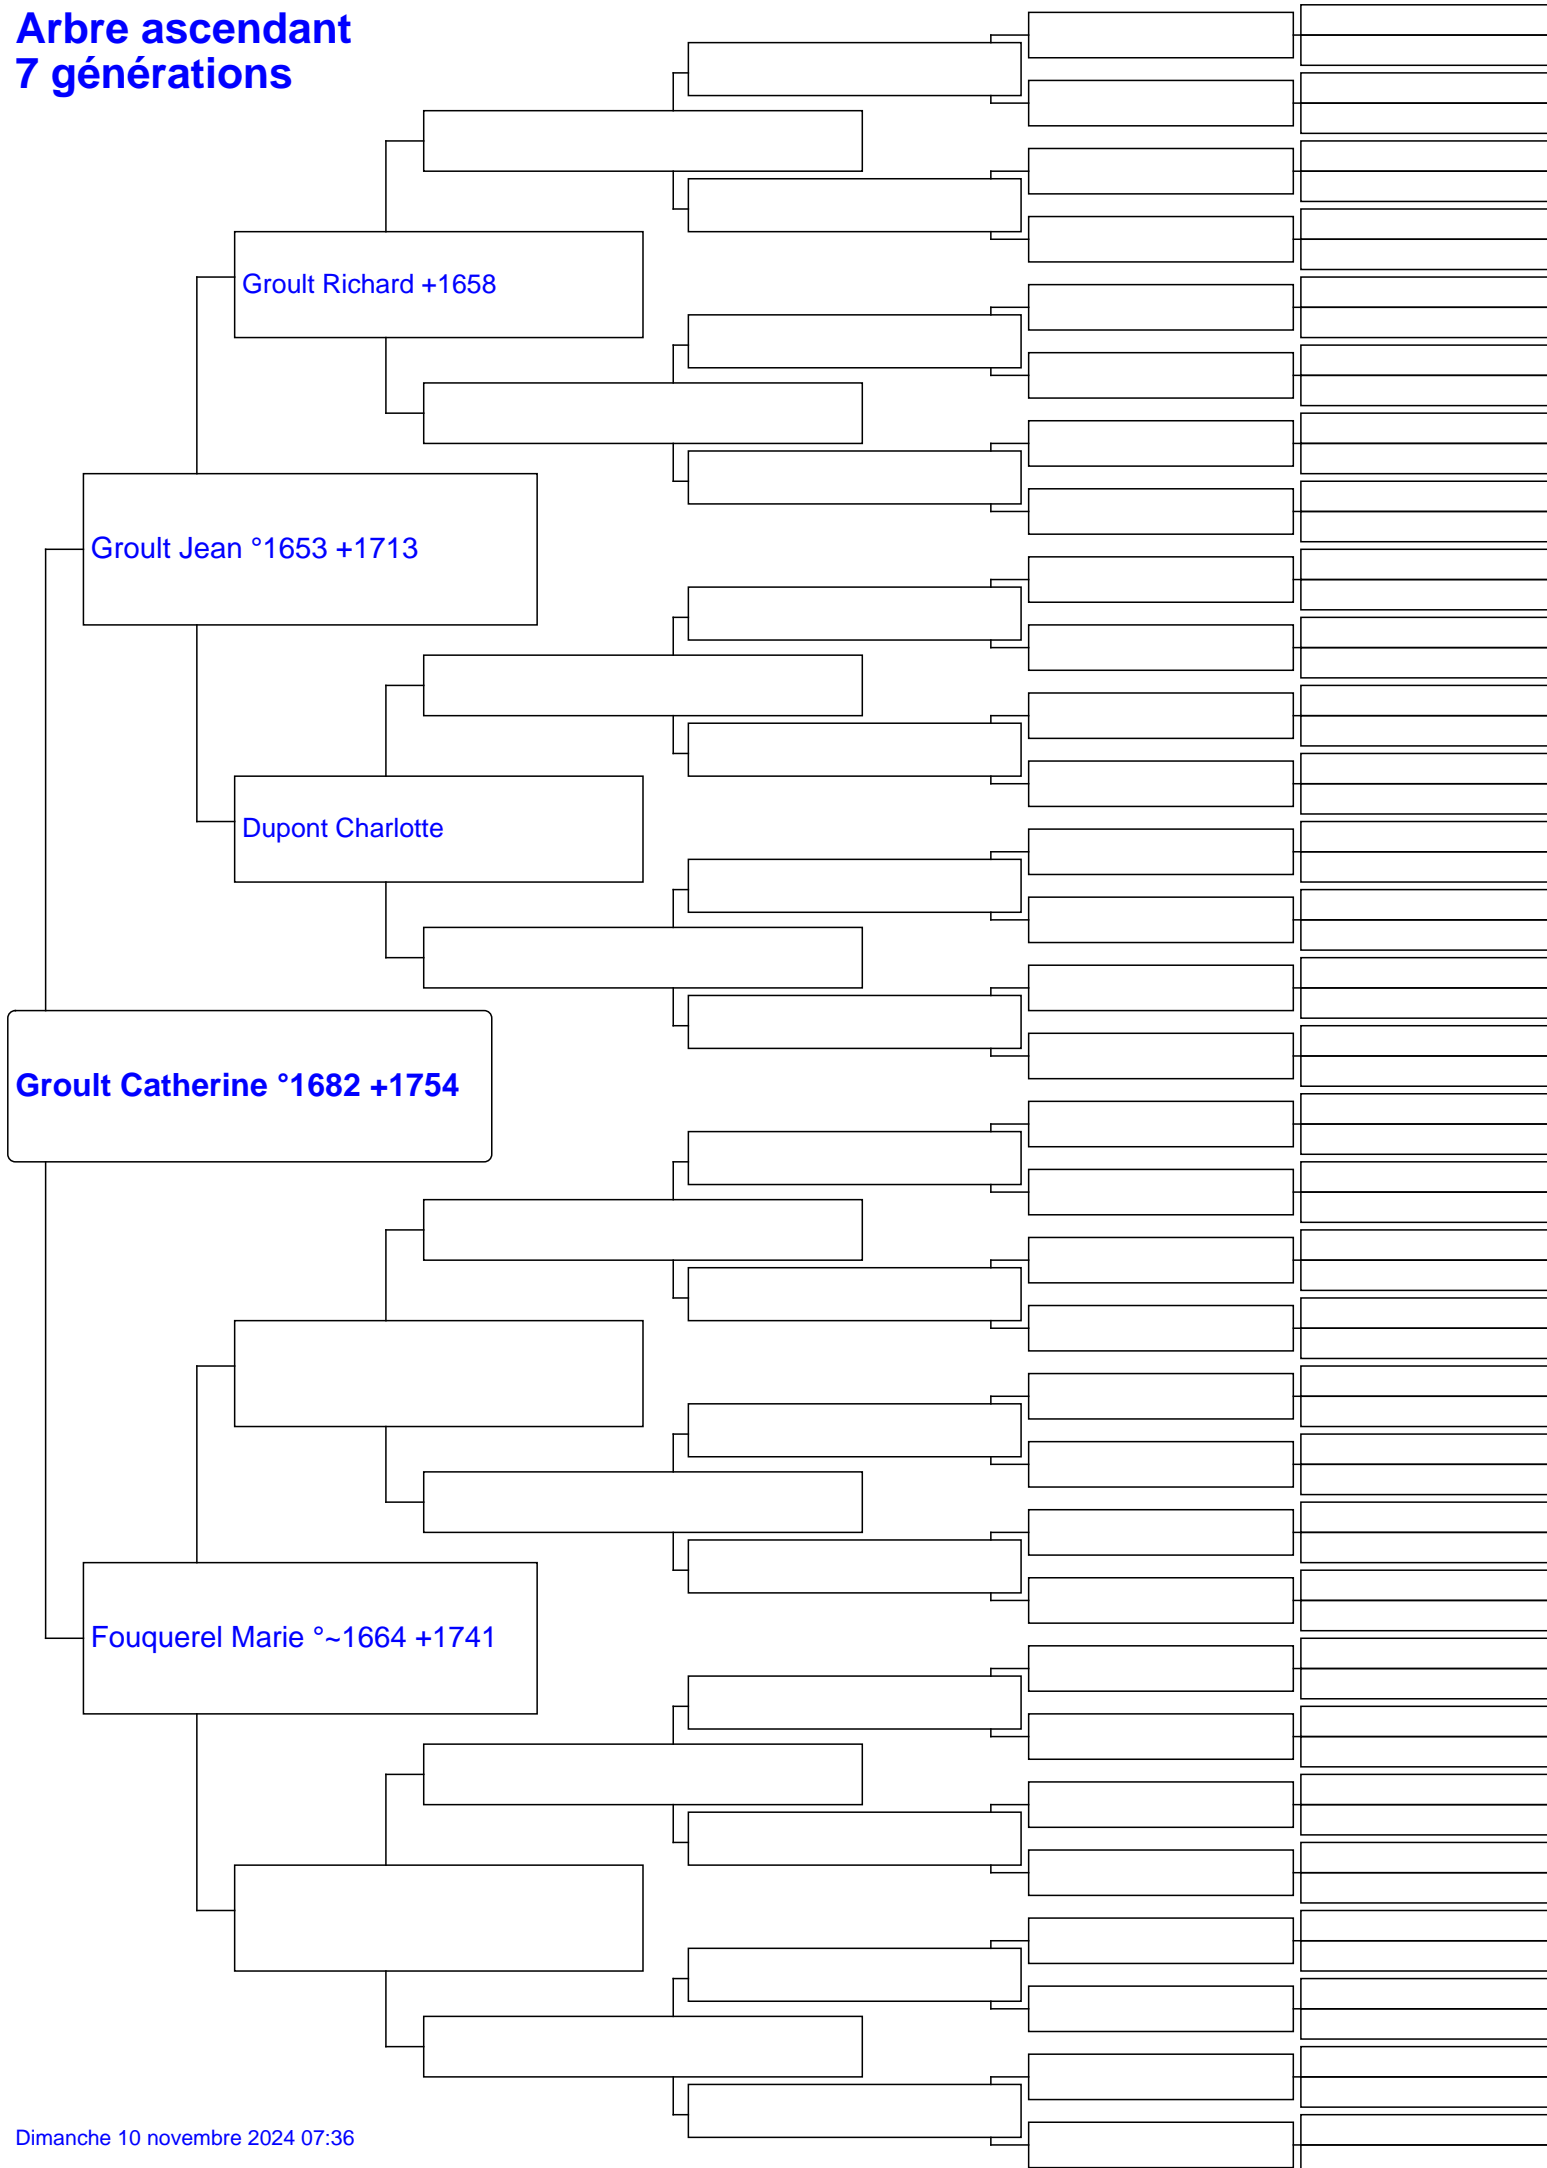 Arbre ascendant
7 générations
Groult Richard +1658
Groult Jean °1653 +1713
Dupont Charlotte
Groult Catherine °1682 +1754
Fouquerel Marie °~1664 +1741
Dimanche 10 novembre 2024 07:36